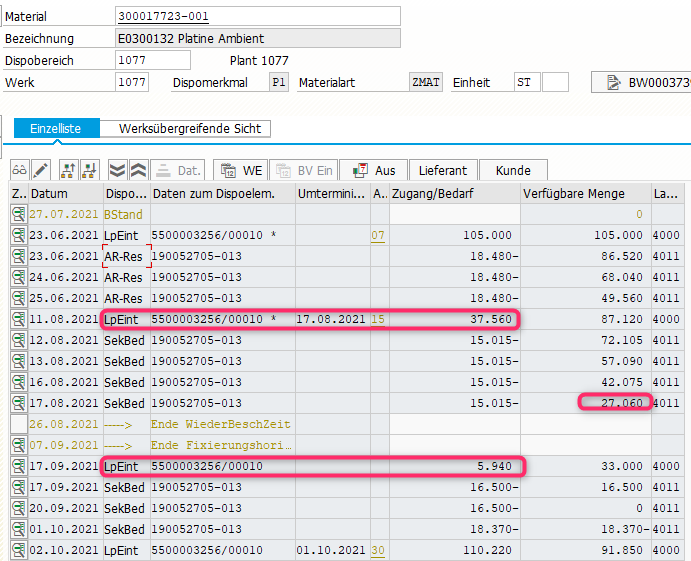 Material 300017723-001
Bezeichnung E0300132 Platine Ambient
Dispobereich 1077 Plant 1077
Werk 1077 Dispomerkmal P1 Materialart ZMAT Einheit ST BW0003739
Einzelliste Werksübergreifende Sicht
Dat. WE BV Ein Aus Lieferant Kunde
Z.. Datum Dispo... Daten zum Dispoelem. Umtermini... A.. Zugang/Bedarf Verfügbare Menge La...
27.07.2021 BStand 0
23.06.2021 LpEint 5500003256/00010 * 07 105.000 105.000 4000
23.06.2021 AR-Res 190052705-013 18.480- 86.520 4011
24.06.2021 AR-Res 190052705-013 18.480- 68.040 4011
25.06.2021 AR-Res 190052705-013 18.480- 49.560 4011
11.08.2021 LpEint 5500003256/00010 * 17.08.2021 15 37.560 87.120 4000
12.08.2021 SekBed 190052705-013 15.015- 72.105 4011
13.08.2021 SekBed 190052705-013 15.015- 57.090 4011
16.08.2021 SekBed 190052705-013 15.015- 42.075 4011
17.08.2021 SekBed 190052705-013 15.015- 27.060 4011
26.08.2021 -----> Ende WiederBeschZeit
07.09.2021 -----> Ende Fixierungshori...
17.09.2021 LpEint 5500003256/00010 5.940 33.000 4000
17.09.2021 SekBed 190052705-013 16.500- 16.500 4011
20.09.2021 SekBed 190052705-013 16.500- 0 4011
01.10.2021 SekBed 190052705-013 18.370- 18.370- 4011
02.10.2021 LpEint 5500003256/00010 01.10.2021 30 110.220 91.850 4000